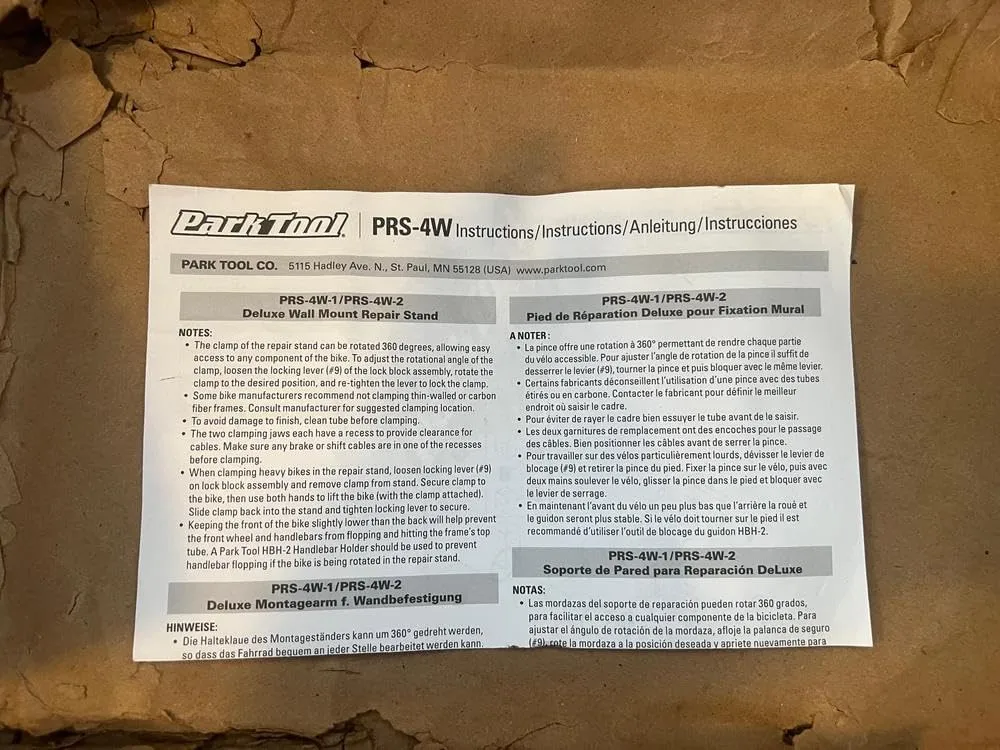 ParkTool® PRS-4W Instructions/Instructions/Anleitung/Instrucciones
PARK TOOL CO. 5115 Hadley Ave. N., St. Paul, MN 55128 (USA) www.parktool.com
PRS-4W-1/PRS-4W-2
Deluxe Wall Mount Repair Stand
NOTES:
• The clamp of the repair stand can be rotated 360 degrees, allowing easy
access to any component of the bike. To adjust the rotational angle of the
clamp, loosen the locking lever (#9) of the lock block assembly, rotate the
clamp to the desired position, and re-tighten the lever to lock the clamp.
• Some bike manufacturers recommend not clamping thin-walled or carbon
fiber frames. Consult manufacturer for suggested clamping location.
• To avoid damage to finish, clean tube before clamping.
• The two clamping jaws each have a recess to provide clearance for
cables. Make sure any brake or shift cables are in one of the recesses
before clamping.
• When clamping heavy bikes in the repair stand, loosen locking lever (#9)
on lock block assembly and remove clamp from stand. Secure clamp to
the bike, then use both hands to lift the bike (with the clamp attached).
Slide clamp back into the stand and tighten locking lever to secure.
• Keeping the front of the bike slightly lower than the back will help prevent
the front wheel and handlebars from flopping and hitting the frame's top
tube. A Park Tool HBH-2 Handlebar Holder should be used to prevent
handlebar flopping if the bike is being rotated in the repair stand.
PRS-4W-1/PRS-4W-2
Deluxe Montagearm f. Wandbefestigung
HINWEISE:
• Die Halteklaue des Montageständers kann um 360° gedreht werden,
so dass das Fahrrad bequem an jeder Stelle bearbeitet werden kann.
PRS-4W-1/PRS-4W-2
Pied de Réparation Deluxe pour Fixation Mural
A NOTER :
• La pince offre une rotation à 360° permettant de rendre chaque partie
du vélo accessible. Pour ajuster l'angle de rotation de la pince il suffit de
desserrer le levier (#9), tourner la pince et puis bloquer avec le même levier.
• Certains fabricants déconseillent l'utilisation d'une pince avec des tubes
étirés ou en carbone. Contacter le fabricant pour définir le meilleur
endroit où saisir le cadre.
• Pour éviter de rayer le cadre bien essuyer le tube avant de le saisir.
• Les deux garnitures de remplacement ont des encoches pour le passage
des câbles. Bien positionner les câbles avant de serrer la pince.
• Pour travailler sur des vélos particulièrement lourds, dévisser le levier de
blocage (#9) et retirer la pince du pied. Fixer la pince sur le vélo, puis avec
deux mains soulever le vélo, glisser la pince dans le pied et bloquer avec
le levier de serrage.
• En maintenant l'avant du vélo un peu plus bas que l'arrière la roue et
le guidon seront plus stable. Si le vélo doit tourner sur le pied il est
recommandé d'utiliser l'outil de blocage du guidon HBH-2.
PRS-4W-1/PRS-4W-2
Soporte de Pared para Reparación DeLuxe
NOTAS:
• Las mordazas del soporte de reparación pueden rotar 360 grados,
para facilitar el acceso a cualquier componente de la bicicleta. Para
ajustar el ángulo de rotación de la mordaza, afloje la palanca de seguro
(#9), rote la mordaza a la posición deseada y apriete nuevamente para